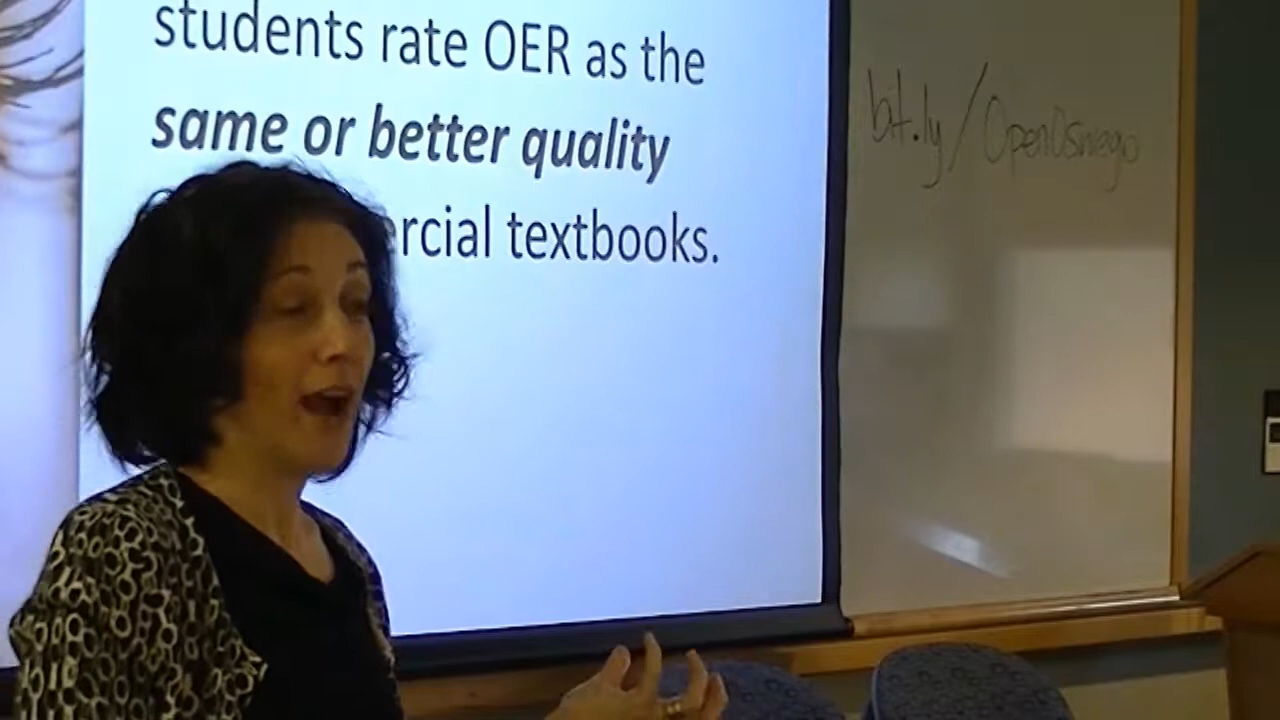 students rate OER as the
same or better quality
rcial textbooks.
bit.ly/OpenOswego